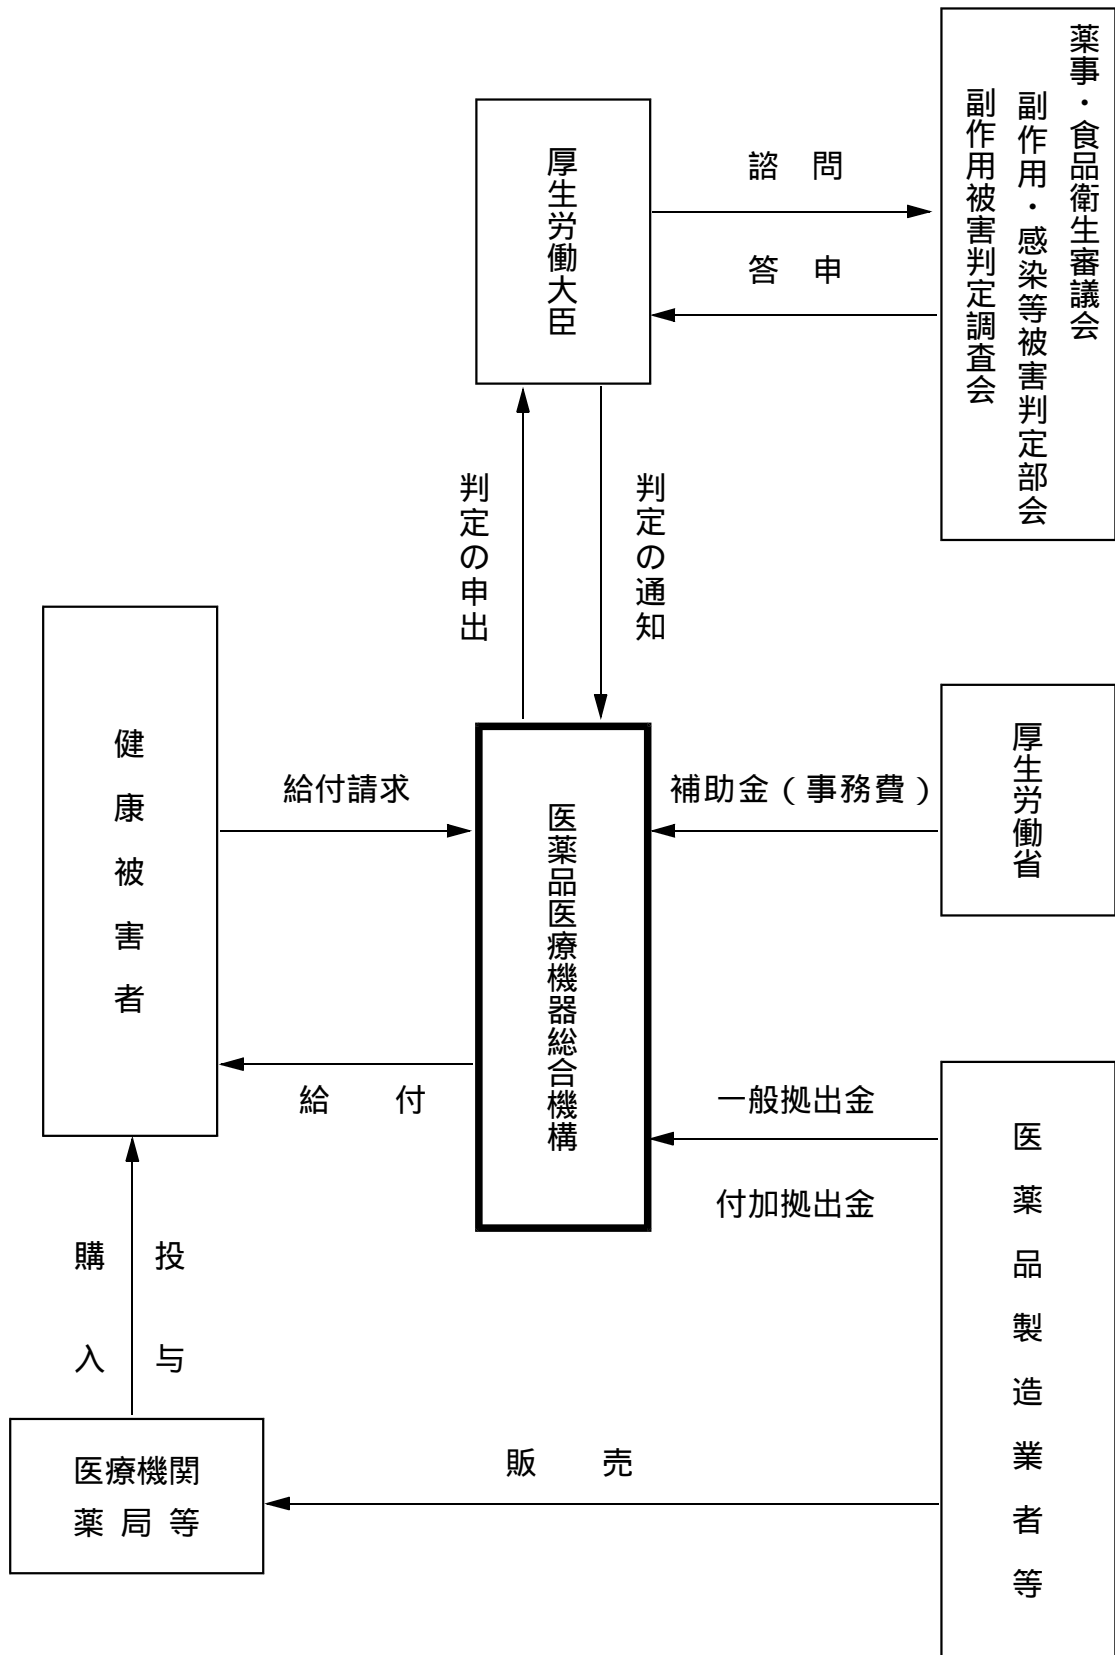 薬事・食品衛生審議会
副作用・感染等被害判定部会
副作用被害判定調査会
厚生労働大臣
諮　問
答　申
判定の申出
判定の通知
健康被害者
給付請求
給　　付
医薬品医療機器総合機構
補助金（事務費）
厚生労働省
一般拠出金
付加拠出金
医薬品製造業者等
購入
投与
医療機関
薬局等
販　　売